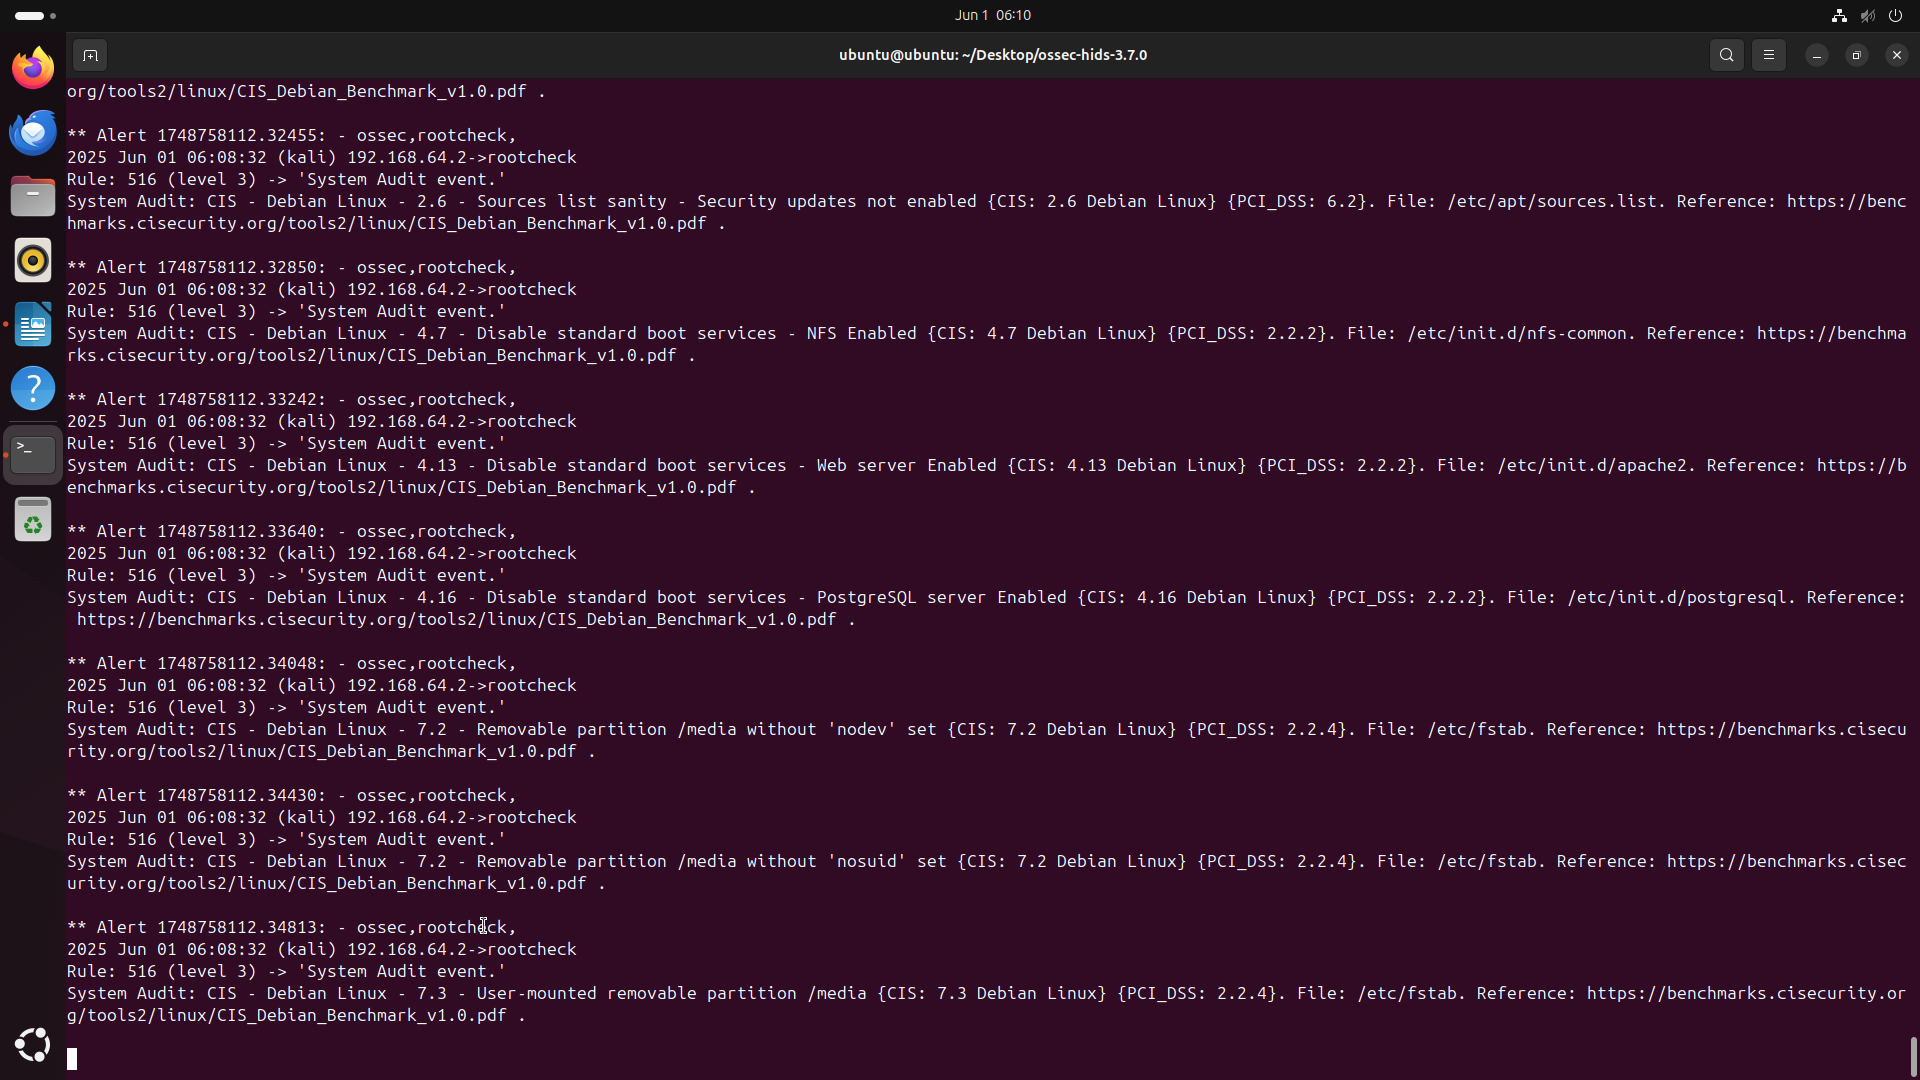 Jun 1 06:10
ubuntu@ubuntu: ~/Desktop/ossec-hids-3.7.0
org/tools2/linux/CIS_Debian_Benchmark_v1.0.pdf .
** Alert 1748758112.32455: - ossec,rootcheck,
2025 Jun 01 06:08:32 (kali) 192.168.64.2->rootcheck
Rule: 516 (level 3) -> 'System Audit event.'
System Audit: CIS - Debian Linux - 2.6 - Sources list sanity - Security updates not enabled {CIS: 2.6 Debian Linux} {PCI_DSS: 6.2}. File: /etc/apt/sources.list. Reference: https://benc
hmarks.cisecurity.org/tools2/linux/CIS_Debian_Benchmark_v1.0.pdf .
** Alert 1748758112.32850: - ossec,rootcheck,
2025 Jun 01 06:08:32 (kali) 192.168.64.2->rootcheck
Rule: 516 (level 3) -> 'System Audit event.'
System Audit: CIS - Debian Linux - 4.7 - Disable standard boot services - NFS Enabled {CIS: 4.7 Debian Linux} {PCI_DSS: 2.2.2}. File: /etc/init.d/nfs-common. Reference: https://benchma
rks.cisecurity.org/tools2/linux/CIS_Debian_Benchmark_v1.0.pdf .
** Alert 1748758112.33242: - ossec,rootcheck,
2025 Jun 01 06:08:32 (kali) 192.168.64.2->rootcheck
Rule: 516 (level 3) -> 'System Audit event.'
System Audit: CIS - Debian Linux - 4.13 - Disable standard boot services - Web server Enabled {CIS: 4.13 Debian Linux} {PCI_DSS: 2.2.2}. File: /etc/init.d/apache2. Reference: https://b
enchmarks.cisecurity.org/tools2/linux/CIS_Debian_Benchmark_v1.0.pdf .
** Alert 1748758112.33640: - ossec,rootcheck,
2025 Jun 01 06:08:32 (kali) 192.168.64.2->rootcheck
Rule: 516 (level 3) -> 'System Audit event.'
System Audit: CIS - Debian Linux - 4.16 - Disable standard boot services - PostgreSQL server Enabled {CIS: 4.16 Debian Linux} {PCI_DSS: 2.2.2}. File: /etc/init.d/postgresql. Reference:
https://benchmarks.cisecurity.org/tools2/linux/CIS_Debian_Benchmark_v1.0.pdf .
** Alert 1748758112.34048: - ossec,rootcheck,
2025 Jun 01 06:08:32 (kali) 192.168.64.2->rootcheck
Rule: 516 (level 3) -> 'System Audit event.'
System Audit: CIS - Debian Linux - 7.2 - Removable partition /media without 'nodev' set {CIS: 7.2 Debian Linux} {PCI_DSS: 2.2.4}. File: /etc/fstab. Reference: https://benchmarks.cisecu
rity.org/tools2/linux/CIS_Debian_Benchmark_v1.0.pdf .
** Alert 1748758112.34430: - ossec,rootcheck,
2025 Jun 01 06:08:32 (kali) 192.168.64.2->rootcheck
Rule: 516 (level 3) -> 'System Audit event.'
System Audit: CIS - Debian Linux - 7.2 - Removable partition /media without 'nosuid' set {CIS: 7.2 Debian Linux} {PCI_DSS: 2.2.4}. File: /etc/fstab. Reference: https://benchmarks.cisec
urity.org/tools2/linux/CIS_Debian_Benchmark_v1.0.pdf .
** Alert 1748758112.34813: - ossec,rootcheck,
2025 Jun 01 06:08:32 (kali) 192.168.64.2->rootcheck
Rule: 516 (level 3) -> 'System Audit event.'
System Audit: CIS - Debian Linux - 7.3 - User-mounted removable partition /media {CIS: 7.3 Debian Linux} {PCI_DSS: 2.2.4}. File: /etc/fstab. Reference: https://benchmarks.cisecurity.or
g/tools2/linux/CIS_Debian_Benchmark_v1.0.pdf .